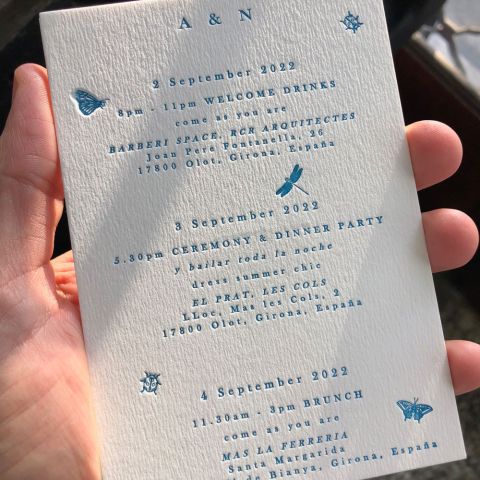 A & N
2 September 2022
8pm - 11pm WELCOME DRINKS
come as you are
BARBERI SPACE, RCR ARQUITECTES
Joan Pere Fontanella, 26
17800 Olot, Girona, España
3 September 2022
5.30pm CEREMONY & DINNER PARTY
y bailar toda la noche
dress summer chic
EL PRAT, LES COLS
LLoc, Mas les Cols, 2
17800 Olot, Girona, España
4 September 2022
11.30am - 3pm BRUNCH
come as you are
MAS LA FERRERIA
Santa Margarida
de Bianya, Girona, España